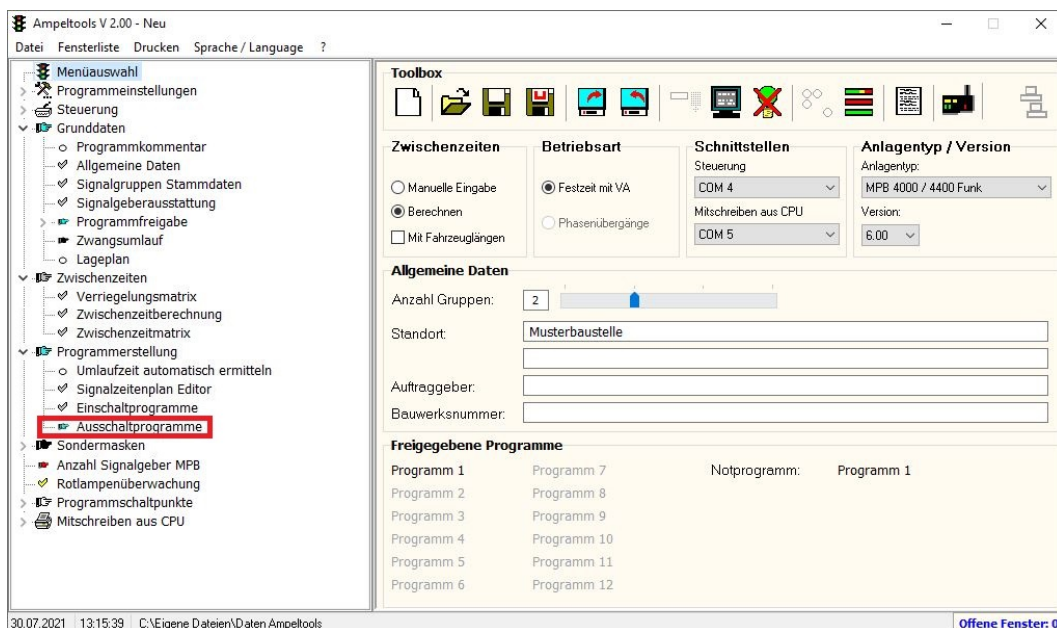 Ampeltools V 2.00 - Neu
Datei Fensterliste Drucken Sprache / Language ?
Menüauswahl
Programmeinstellungen
Steuerung
Grunddaten
Programmkommentar
Allgemeine Daten
Signalgruppen Stammdaten
Signalgeberausstattung
Programmfreigabe
Zwangsumlauf
Lageplan
Zwischenzeiten
Verriegelungsmatrix
Zwischenzeitberechnung
Zwischenzeitmatrix
Programmerstellung
Umlaufzeit automatisch ermitteln
Signalzeitenplan Editor
Einschaltprogramme
Ausschaltprogramme
Sondermasken
Anzahl Signalgeber MPB
Rotlampenüberwachung
Programmschaltpunkte
Mitschreiben aus CPU
Toolbox
Zwischenzeiten
Manuelle Eingabe
Berechnen
Mit Fahrzeuglängen
Betriebsart
Festzeit mit VA
Phasenübergänge
Schnittstellen
Steuerung
COM 4
Mitschreiben aus CPU
COM 5
Anlagentyp / Version
Anlagentyp:
MPB 4000 / 4400 Funk
Version:
6.00
Allgemeine Daten
Anzahl Gruppen: 2
Standort: Musterbaustelle
Auftraggeber:
Bauwerksnummer:
Freigegebene Programme
Programm 1 Programm 7 Notprogramm: Programm 1
Programm 2 Programm 8
Programm 3 Programm 9
Programm 4 Programm 10
Programm 5 Programm 11
Programm 6 Programm 12
30.07.2021 13:15:39 C:\Eigene Dateien\Daten Ampeltools Offene Fenster: 0